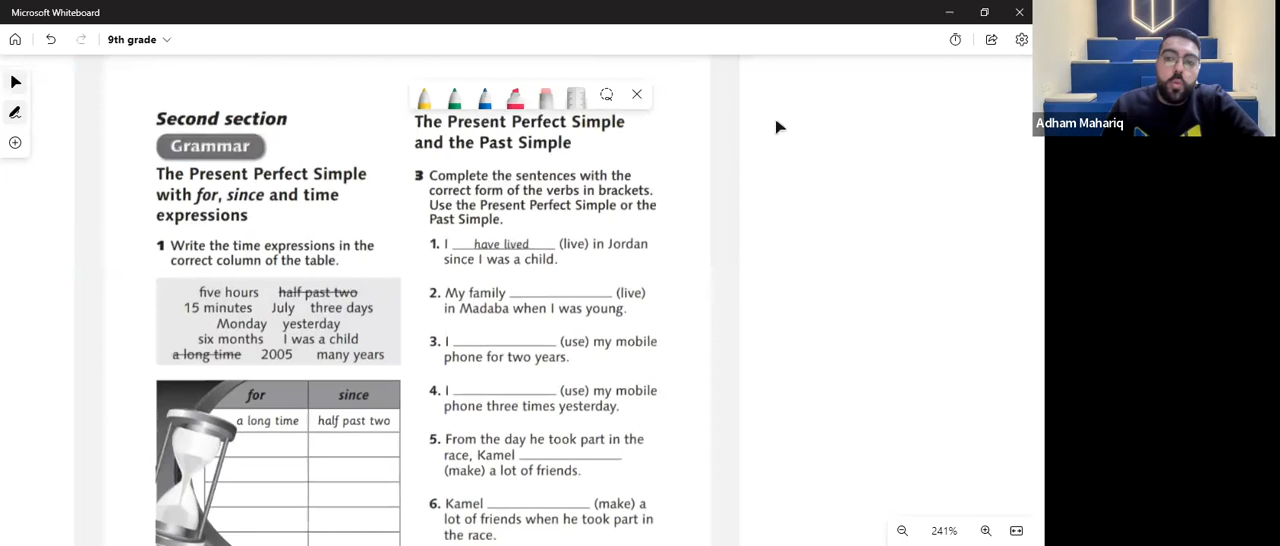 Microsoft Whiteboard
9th grade
Adham Mahariq
Second section
Grammar
The Present Perfect Simple
with for, since and time
expressions
1 Write the time expressions in the
correct column of the table.
five hours half past two
15 minutes July three days
Monday yesterday
six months I was a child
a long time 2005 many years
for since
a long time half past two
The Present Perfect Simple
and the Past Simple
3 Complete the sentences with the
correct form of the verbs in brackets.
Use the Present Perfect Simple or the
Past Simple.
1. I ___have lived____ (live) in Jordan
since I was a child.
2. My family ______________ (live)
in Madaba when I was young.
3. I ______________ (use) my mobile
phone for two years.
4. I ______________ (use) my mobile
phone three times yesterday.
5. From the day he took part in the
race, Kamel ______________
(make) a lot of friends.
6. Kamel ______________ (make) a
lot of friends when he took part in
the race.
241%